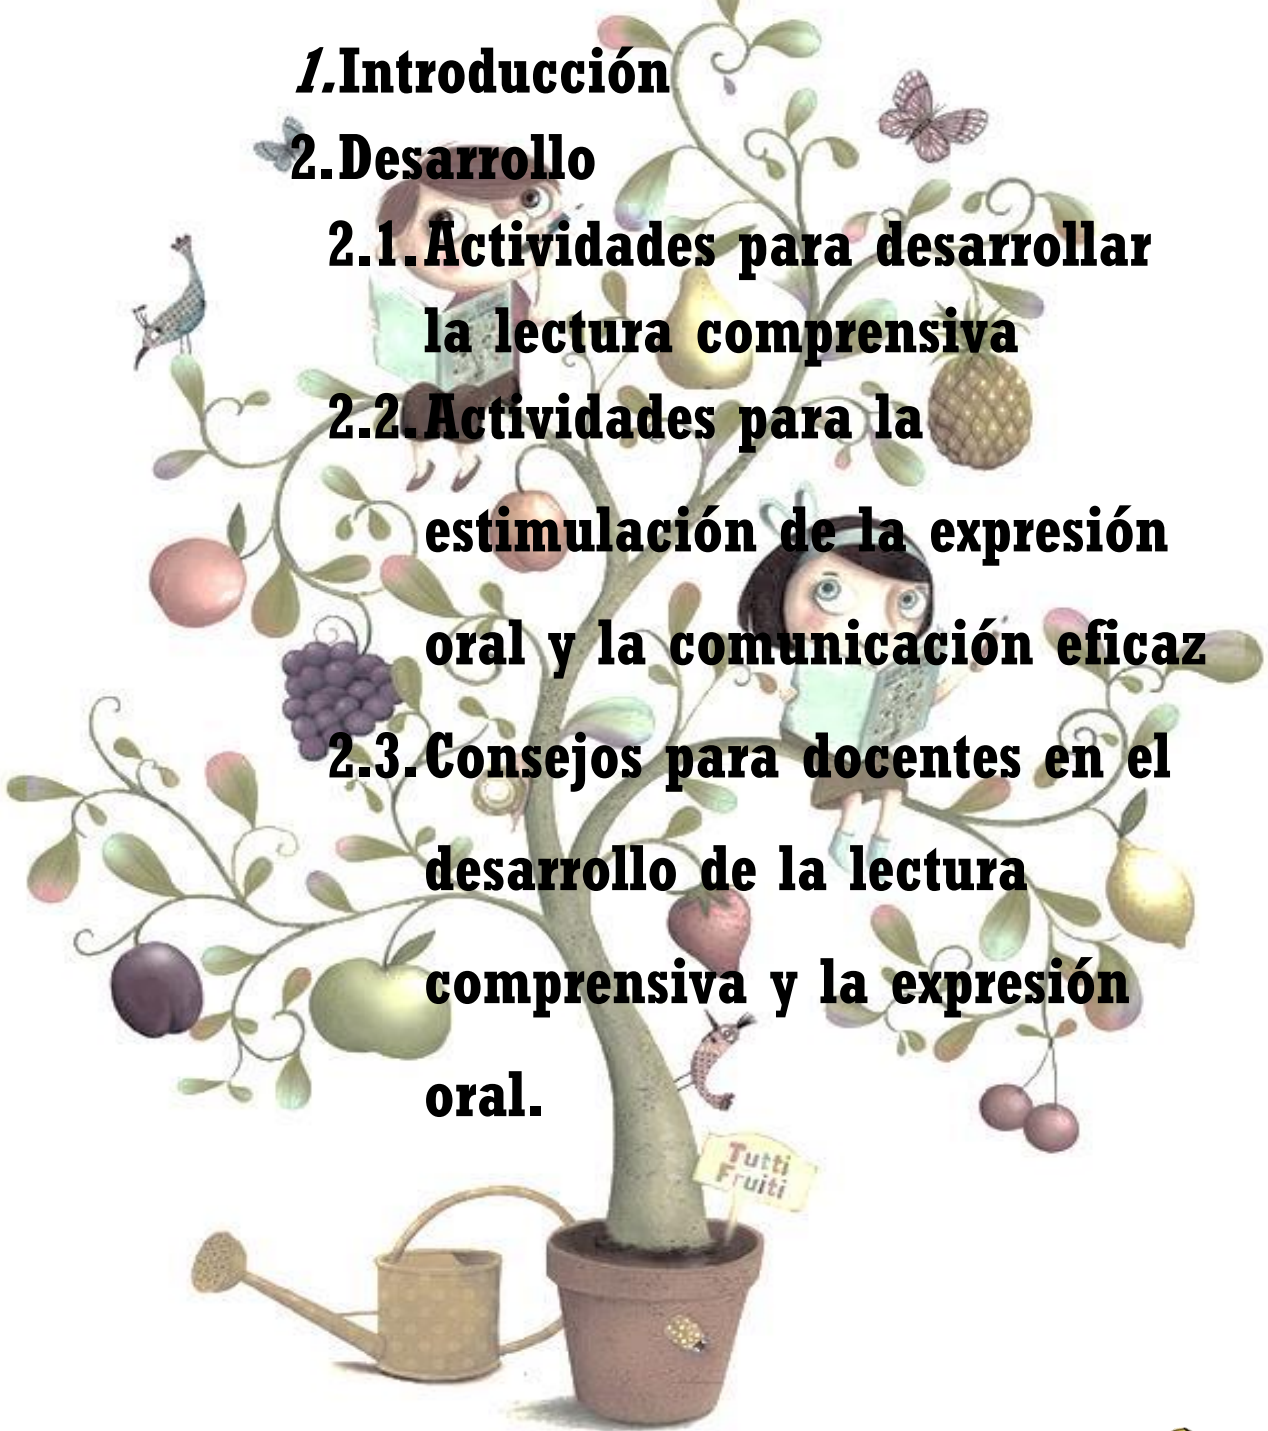 1.Introducción
2.Desarrollo
2.1.Actividades para desarrollar
la lectura comprensiva
2.2.Actividades para la
estimulación de la expresión
oral y la comunicación eficaz
2.3.Consejos para docentes en el
desarrollo de la lectura
comprensiva y la expresión
oral.
Tutti
Fruiti